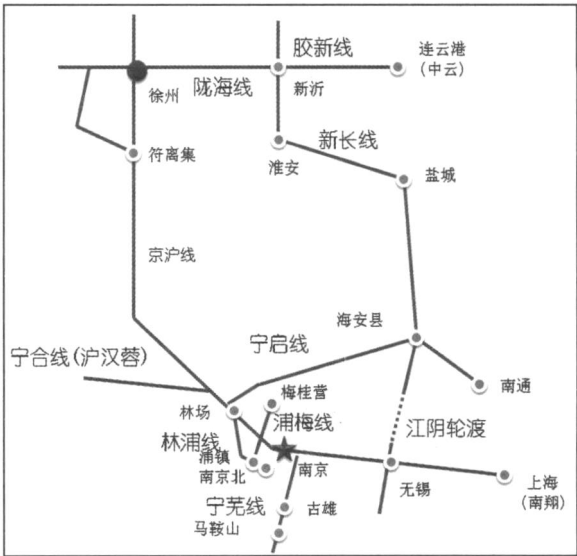 胶新线
连云港
(中云)
陇海线
徐州
新沂
新长线
符离集
淮安
盐城
京沪线
海安县
宁启线
宁合线(沪汉蓉)
梅桂营
南通
林场
浦梅线
江阴轮渡
林浦线
浦镇
南京北
南京
无锡
上海
(南翔)
宁芜线
古雄
马鞍山